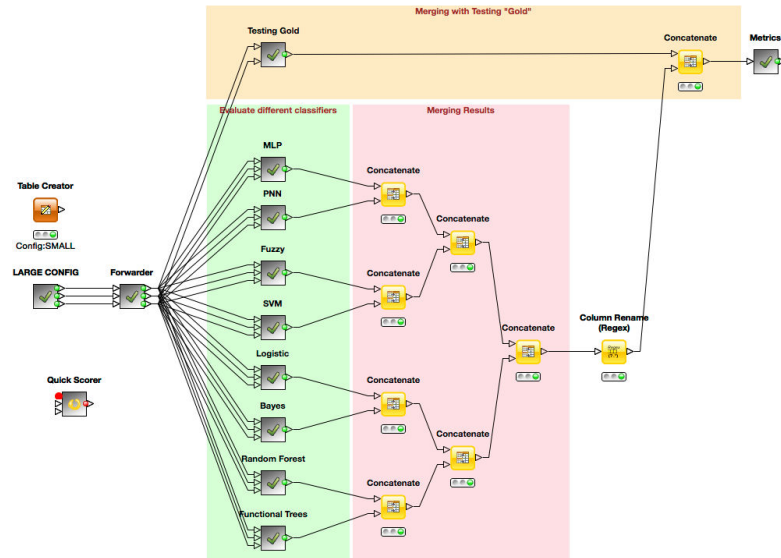 Merging with Testing "Gold"
Testing Gold
Concatenate
Metrics
Evaluate different classifiers
Merging Results
MLP
Concatenate
Table Creator
PNN
Concatenate
Config:SMALL
Fuzzy
LARGE CONFIG
Forwarder
Concatenate
SVM
Concatenate
Column Rename
(Regex)
Logistic
Quick Scorer
Concatenate
Bayes
Concatenate
Random Forest
Concatenate
Functional Trees